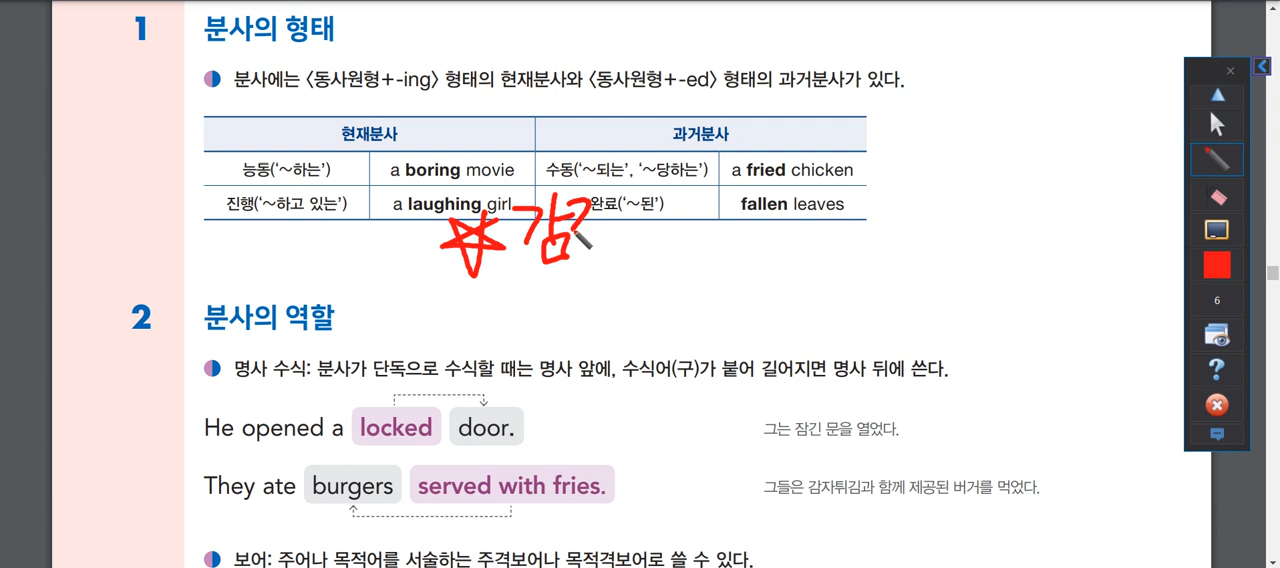 1 분사의 형태
분사에는 〈동사원형+-ing〉 형태의 현재분사와 〈동사원형+-ed〉 형태의 과거분사가 있다.
현재분사 과거분사
능동(‘~하는’) a boring movie 수동(‘~되는’, ‘~당하는’) a fried chicken
진행(‘~하고 있는’) a laughing girl 완료(‘~된’) fallen leaves
2 분사의 역할
명사 수식: 분사가 단독으로 수식할 때는 명사 앞에, 수식어(구)가 붙어 길어지면 명사 뒤에 쓴다.
He opened a locked door. 그는 잠긴 문을 열었다.
They ate burgers served with fries. 그들은 감자튀김과 함께 제공된 버거를 먹었다.
보어: 주어나 목적어를 서술하는 주격보어나 목적격보어로 쓸 수 있다.
6